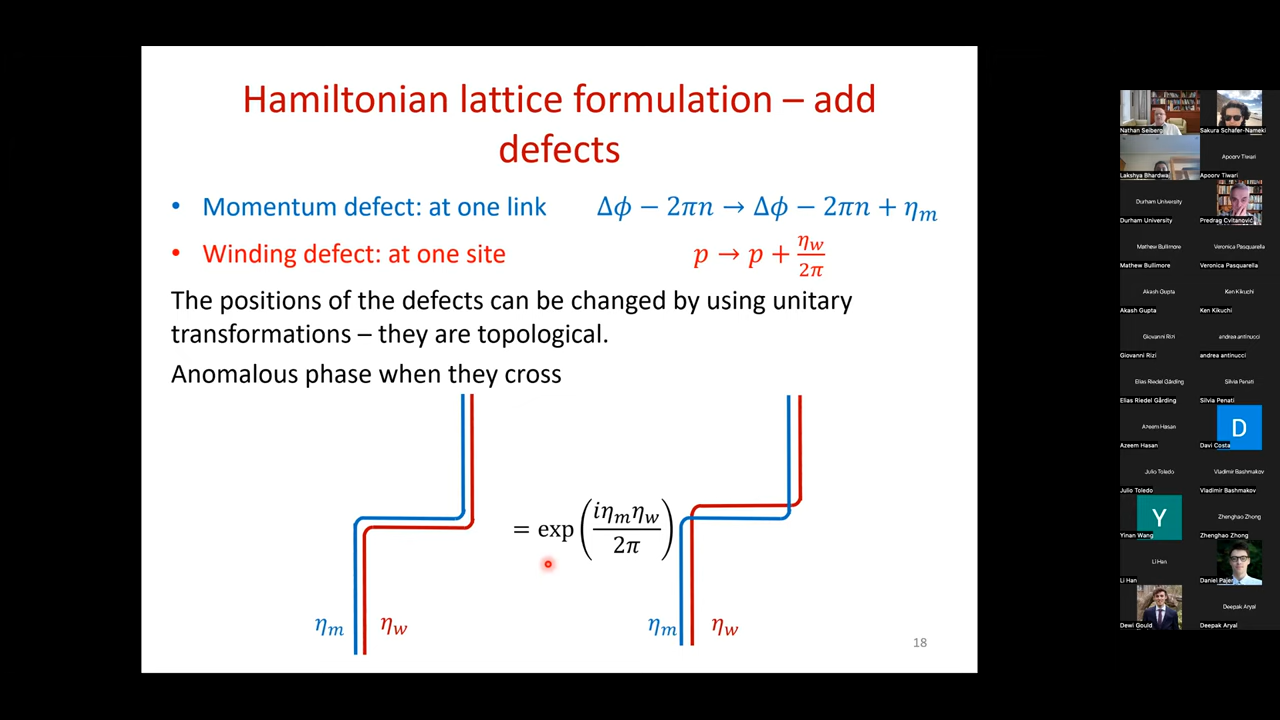 Hamiltonian lattice formulation – add
defects
• Momentum defect: at one link Δϕ − 2πn → Δϕ − 2πn + η_m
• Winding defect: at one site p → p + η_w/2π
The positions of the defects can be changed by using unitary
transformations – they are topological.
Anomalous phase when they cross
= exp(iη_mη_w/2π)
η_m η_w η_m η_w
18
Nathan Seiberg Sakura Schafer-Nameki
Apoorv Tiwari
Lakshya Bhardwa Apoorv Tiwari
Durham University
Durham University Predrag Cvitanović
Mathew Bullimore Veronica Pasquarella
Mathew Bullimore Veronica Pasquarella
Akash Gupta Ken Kikuchi
Akash Gupta Ken Kikuchi
Giovanni Rizi andrea antinucci
Giovanni Rizi andrea antinucci
Elias Riedel Gårding Silvia Penati
Elias Riedel Gårding Silvia Penati
Azeem Hasan D
Azeem Hasan Davi Costa
Julio Toledo Vladimir Bashmakov
Julio Toledo Vladimir Bashmakov
Y Zhenghao Zhong
Yinan Wang Zhenghao Zhong
Li Han
Li Han Daniel Pajer
Deepak Aryal
Dewi Gould Deepak Aryal